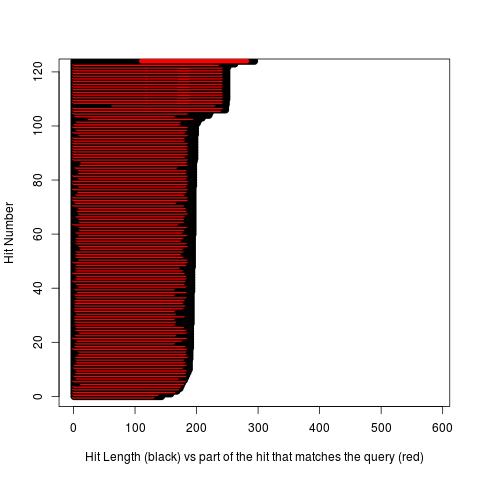 120
100
80
60
40
20
0
Hit Number
0 100 200 300 400 500 600
Hit Length (black) vs part of the hit that matches the query (red)